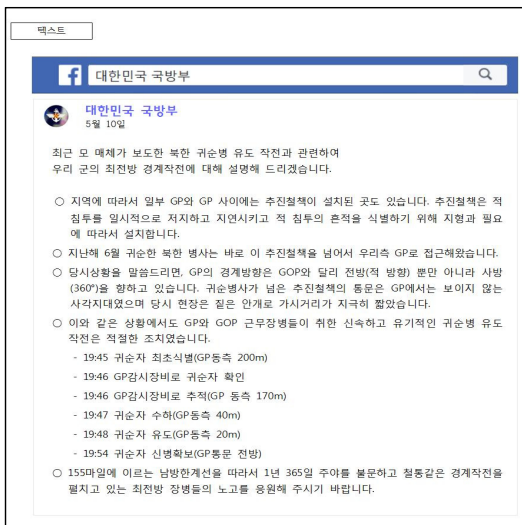 텍스트
f 대한민국 국방부
대한민국 국방부
5월 10일
최근 모 매체가 보도한 북한 귀순병 유도 작전과 관련하여
우리 군의 최전방 경계작전에 대해 설명해 드리겠습니다.
○ 지역에 따라서 일부 GP와 GP 사이에는 추진철책이 설치된 곳도 있습니다. 추진철책은 적
침투를 일시적으로 저지하고 지연시키고 적 침투의 흔적을 식별하기 위해 지형과 필요
에 따라서 설치합니다.
○ 지난해 6월 귀순한 북한 병사는 바로 이 추진철책을 넘어서 우리측 GP로 접근해왔습니다.
○ 당시상황을 말씀드리면, GP의 경계방향은 GOP와 달리 전방(적 방향) 뿐만 아니라 사방
(360°)을 향하고 있습니다. 귀순병사가 넘은 추진철책의 통문은 GP에서는 보이지 않는
사각지대였으며 당시 현장은 짙은 안개로 가시거리가 지극히 짧았습니다.
○ 이와 같은 상황에서도 GP와 GOP 근무장병들이 취한 신속하고 유기적인 귀순병 유도
작전은 적절한 조치였습니다.
- 19:45 귀순자 최초식별(GP동측 200m)
- 19:46 GP감시장비로 귀순자 확인
- 19:46 GP감시장비로 추적(GP 동측 170m)
- 19:47 귀순자 수하(GP동측 40m)
- 19:48 귀순자 유도(GP동측 20m)
- 19:54 귀순자 신병확보(GP통문 전방)
○ 155마일에 이르는 남방한계선을 따라서 1년 365일 주야를 불문하고 철통같은 경계작전을
펼치고 있는 최전방 장병들의 노고를 응원해 주시기 바랍니다.